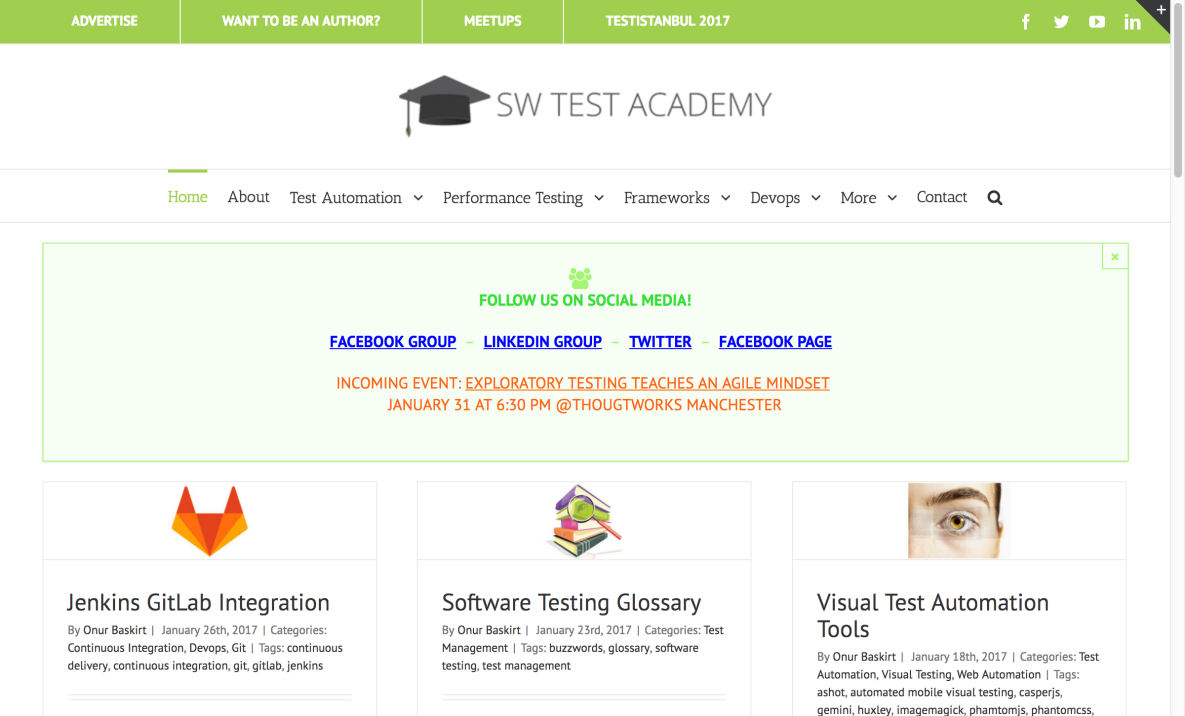 ADVERTISE WANT TO BE AN AUTHOR? MEETUPS TESTISTANBUL 2017
SW TEST ACADEMY
Home About Test Automation Performance Testing Frameworks Devops More Contact
FOLLOW US ON SOCIAL MEDIA!
FACEBOOK GROUP – LINKEDIN GROUP – TWITTER – FACEBOOK PAGE
INCOMING EVENT: EXPLORATORY TESTING TEACHES AN AGILE MINDSET
JANUARY 31 AT 6:30 PM @THOUGTWORKS MANCHESTER
Jenkins GitLab Integration
By Onur Baskirt | January 26th, 2017 | Categories:
Continuous Integration, Devops, Git | Tags: continuous
delivery, continuous integration, git, gitlab, jenkins
Software Testing Glossary
By Onur Baskirt | January 23rd, 2017 | Categories: Test
Management | Tags: buzzwords, glossary, software
testing, test management
Visual Test Automation
Tools
By Onur Baskirt | January 18th, 2017 | Categories: Test
Automation, Visual Testing, Web Automation | Tags:
ashot, automated mobile visual testing, casperjs,
gemini, huxley, imagemagick, phamtomjs, phantomcss,